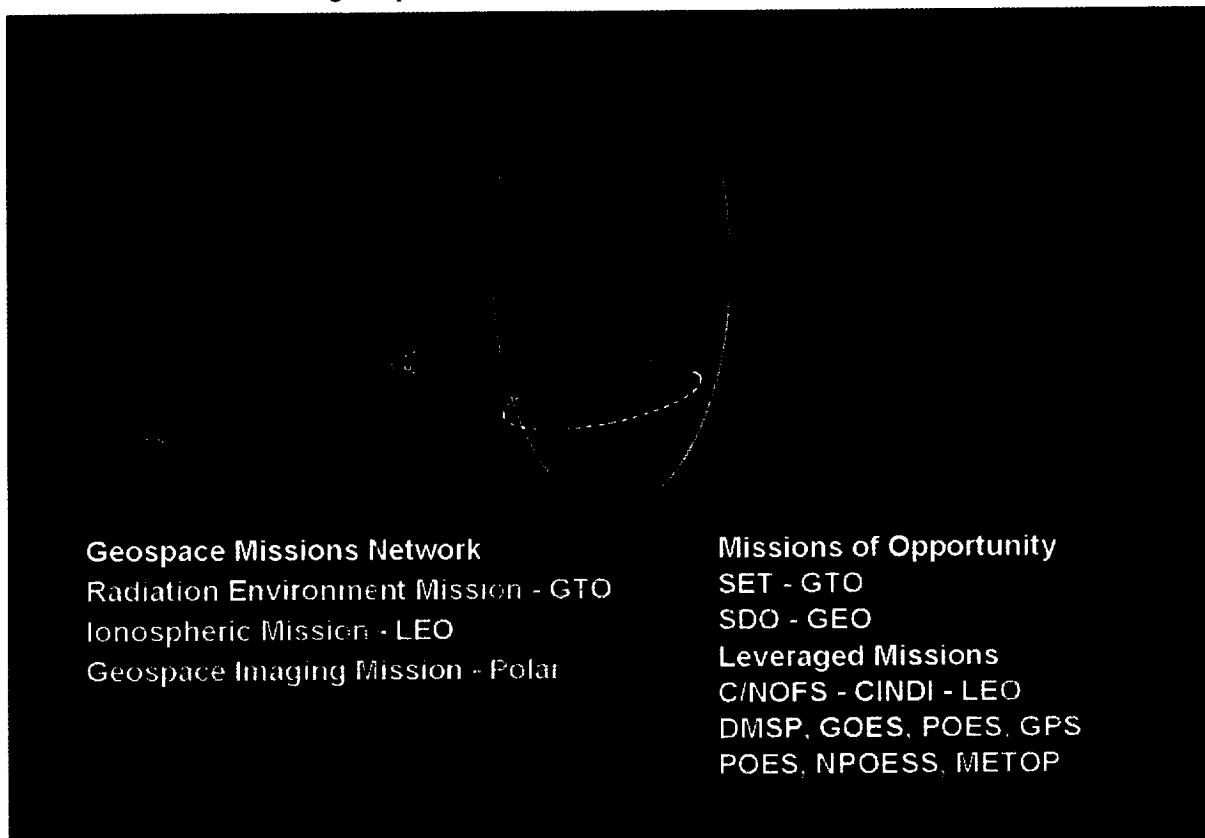 Geospace Missions Network
Radiation Environment Mission - GTO
Ionospheric Mission - LEO
Geospace Imaging Mission - Polar
Missions of Opportunity
SET - GTO
SDO - GEO
Leveraged Missions
C/NOFS - CINDI - LEO
DMSP, GOES, POES, GPS
POES, NPOESS, METOP